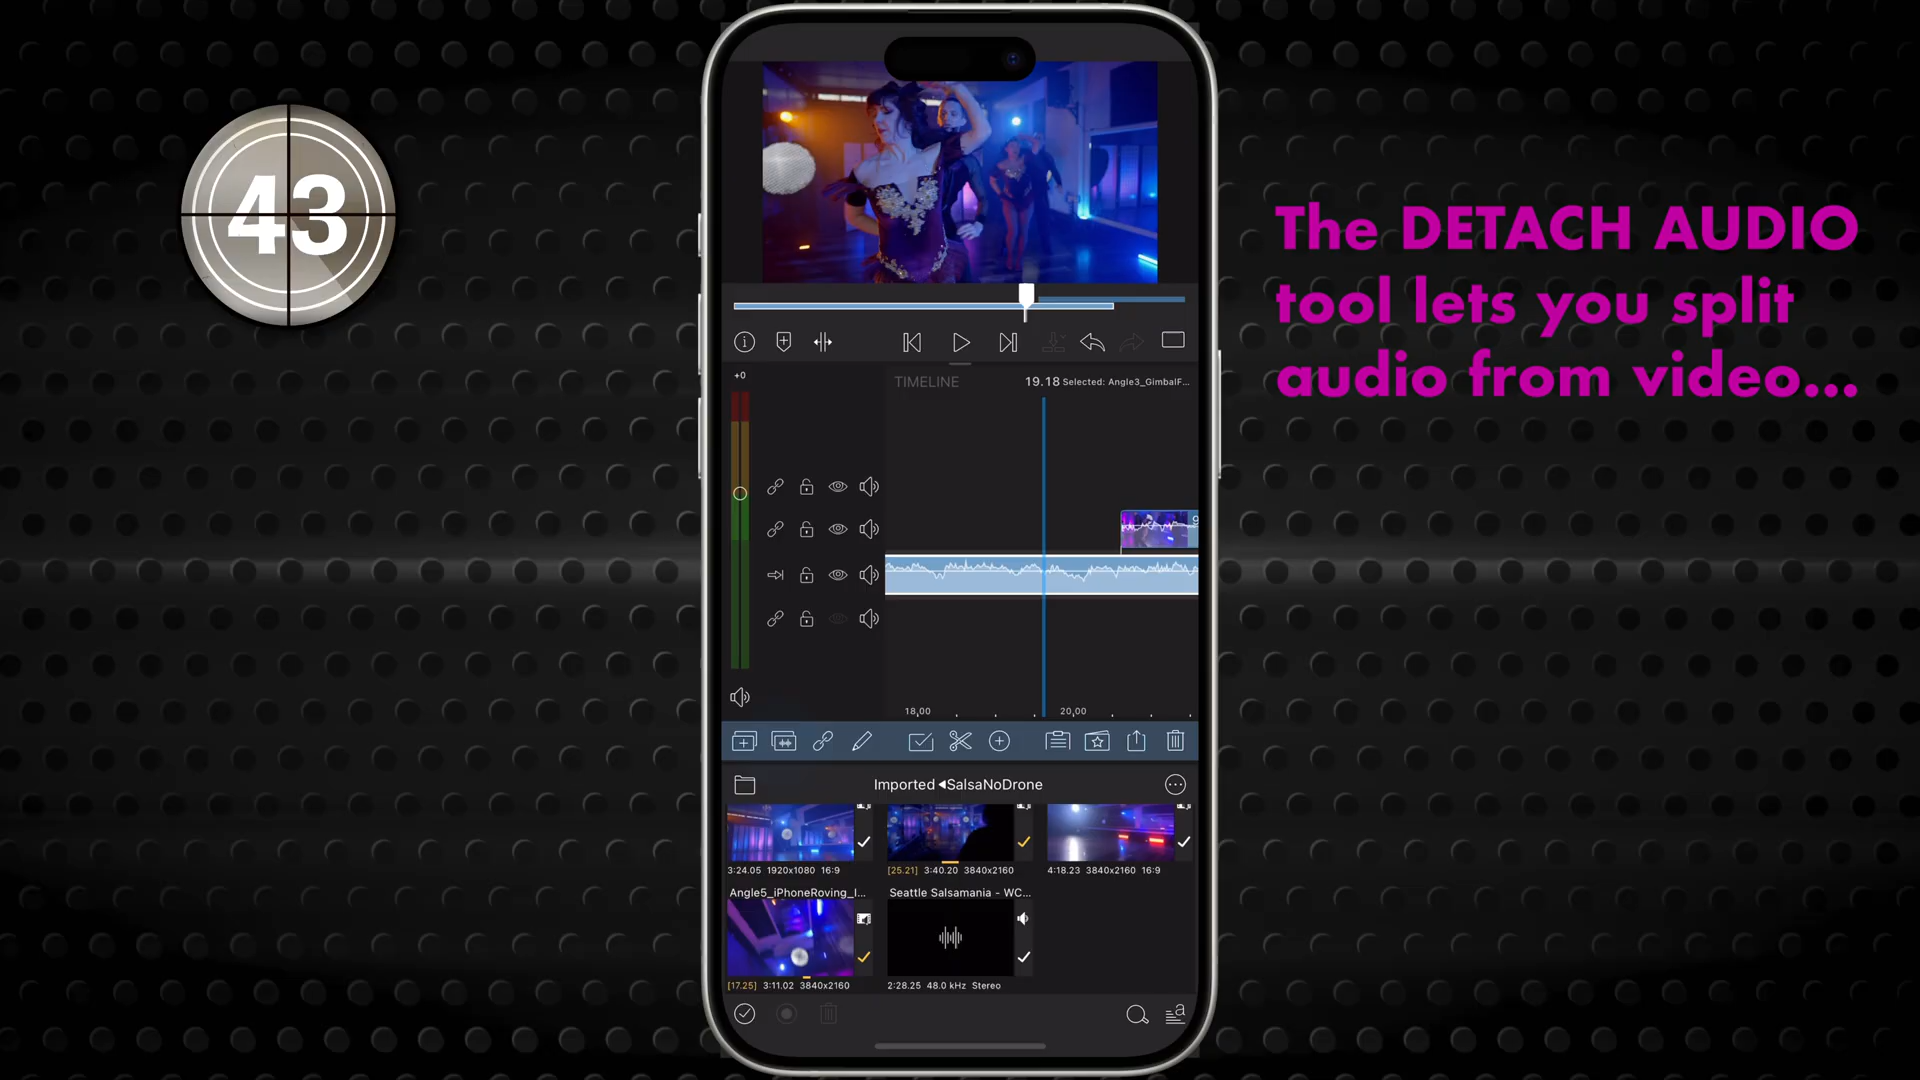 43
The DETACH AUDIO
tool lets you split
audio from video...
+0
TIMELINE
19.18 Selected: Angle3_GimbalF...
9
18,00
20,00
Imported ◀SalsaNoDrone
3:24.05 1920x1080 16:9
[25.21] 3:40.20 3840x2160
4:18.23 3840x2160 16:9
Angle5_iPhoneRoving_I...
Seattle Salsamania - WC...
[17.25] 3:11.02 3840x2160
2:28.25 48.0 kHz Stereo
a